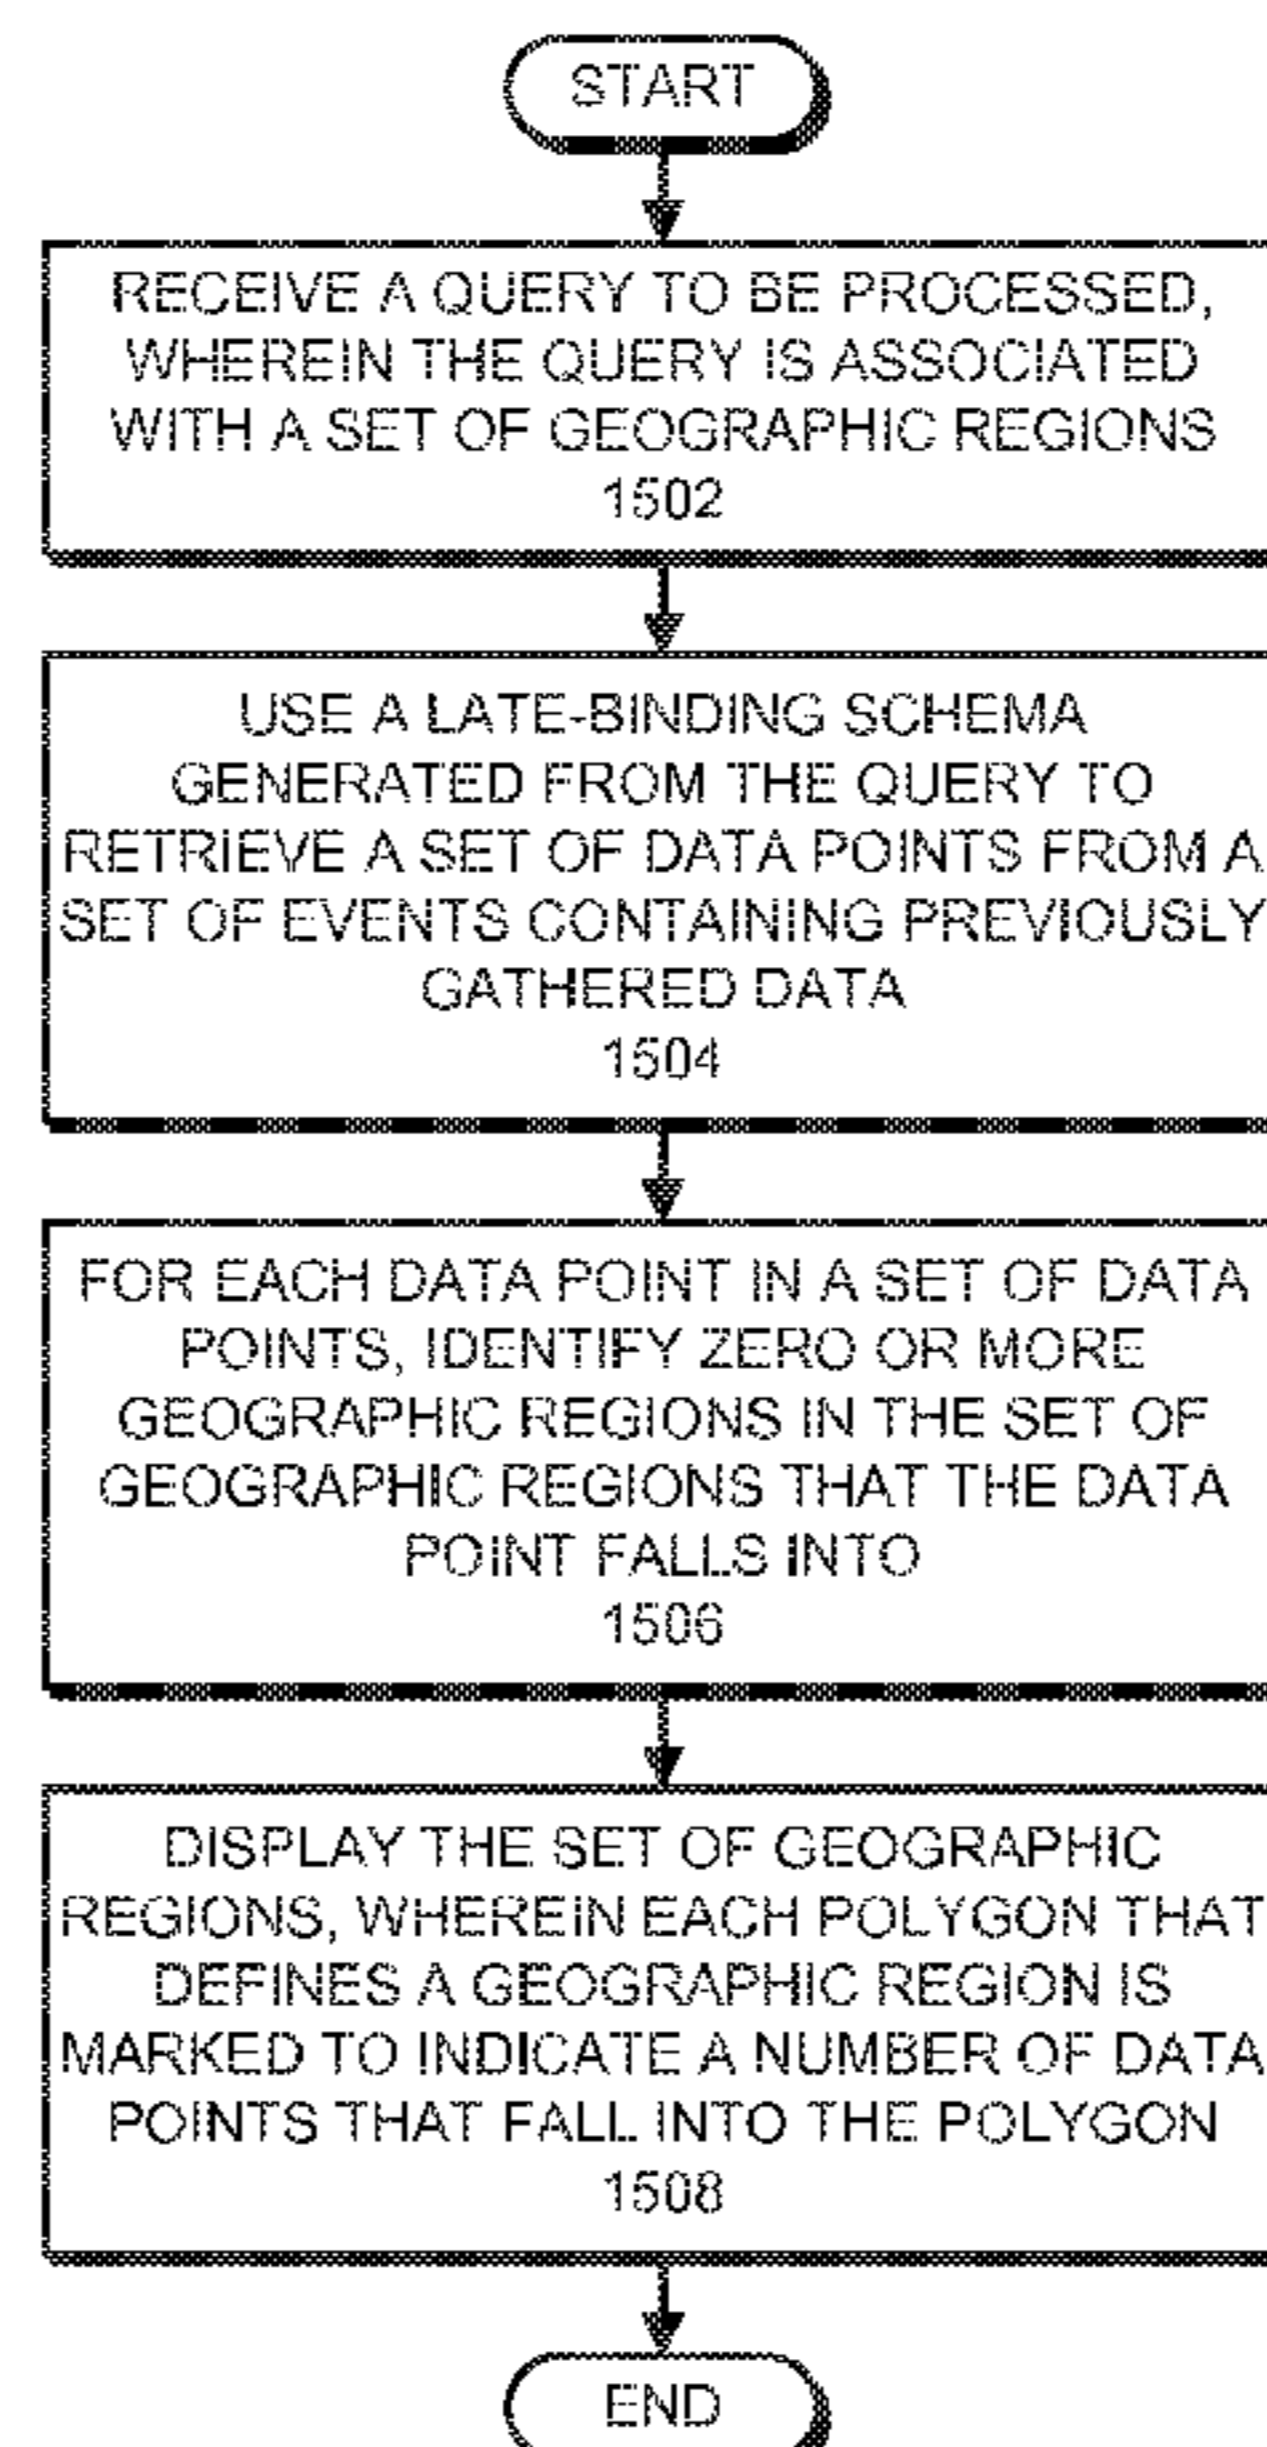 START
RECEIVE A QUERY TO BE PROCESSED,
WHEREIN THE QUERY IS ASSOCIATED
WITH A SET OF GEOGRAPHIC REGIONS
1502
USE A LATE-BINDING SCHEMA
GENERATED FROM THE QUERY TO
RETRIEVE A SET OF DATA POINTS FROM A
SET OF EVENTS CONTAINING PREVIOUSLY
GATHERED DATA
1504
FOR EACH DATA POINT IN A SET OF DATA
POINTS, IDENTIFY ZERO OR MORE
GEOGRAPHIC REGIONS IN THE SET OF
GEOGRAPHIC REGIONS THAT THE DATA
POINT FALLS INTO
1506
DISPLAY THE SET OF GEOGRAPHIC
REGIONS, WHEREIN EACH POLYGON THAT
DEFINES A GEOGRAPHIC REGION IS
MARKED TO INDICATE A NUMBER OF DATA
POINTS THAT FALL INTO THE POLYGON
1508
END